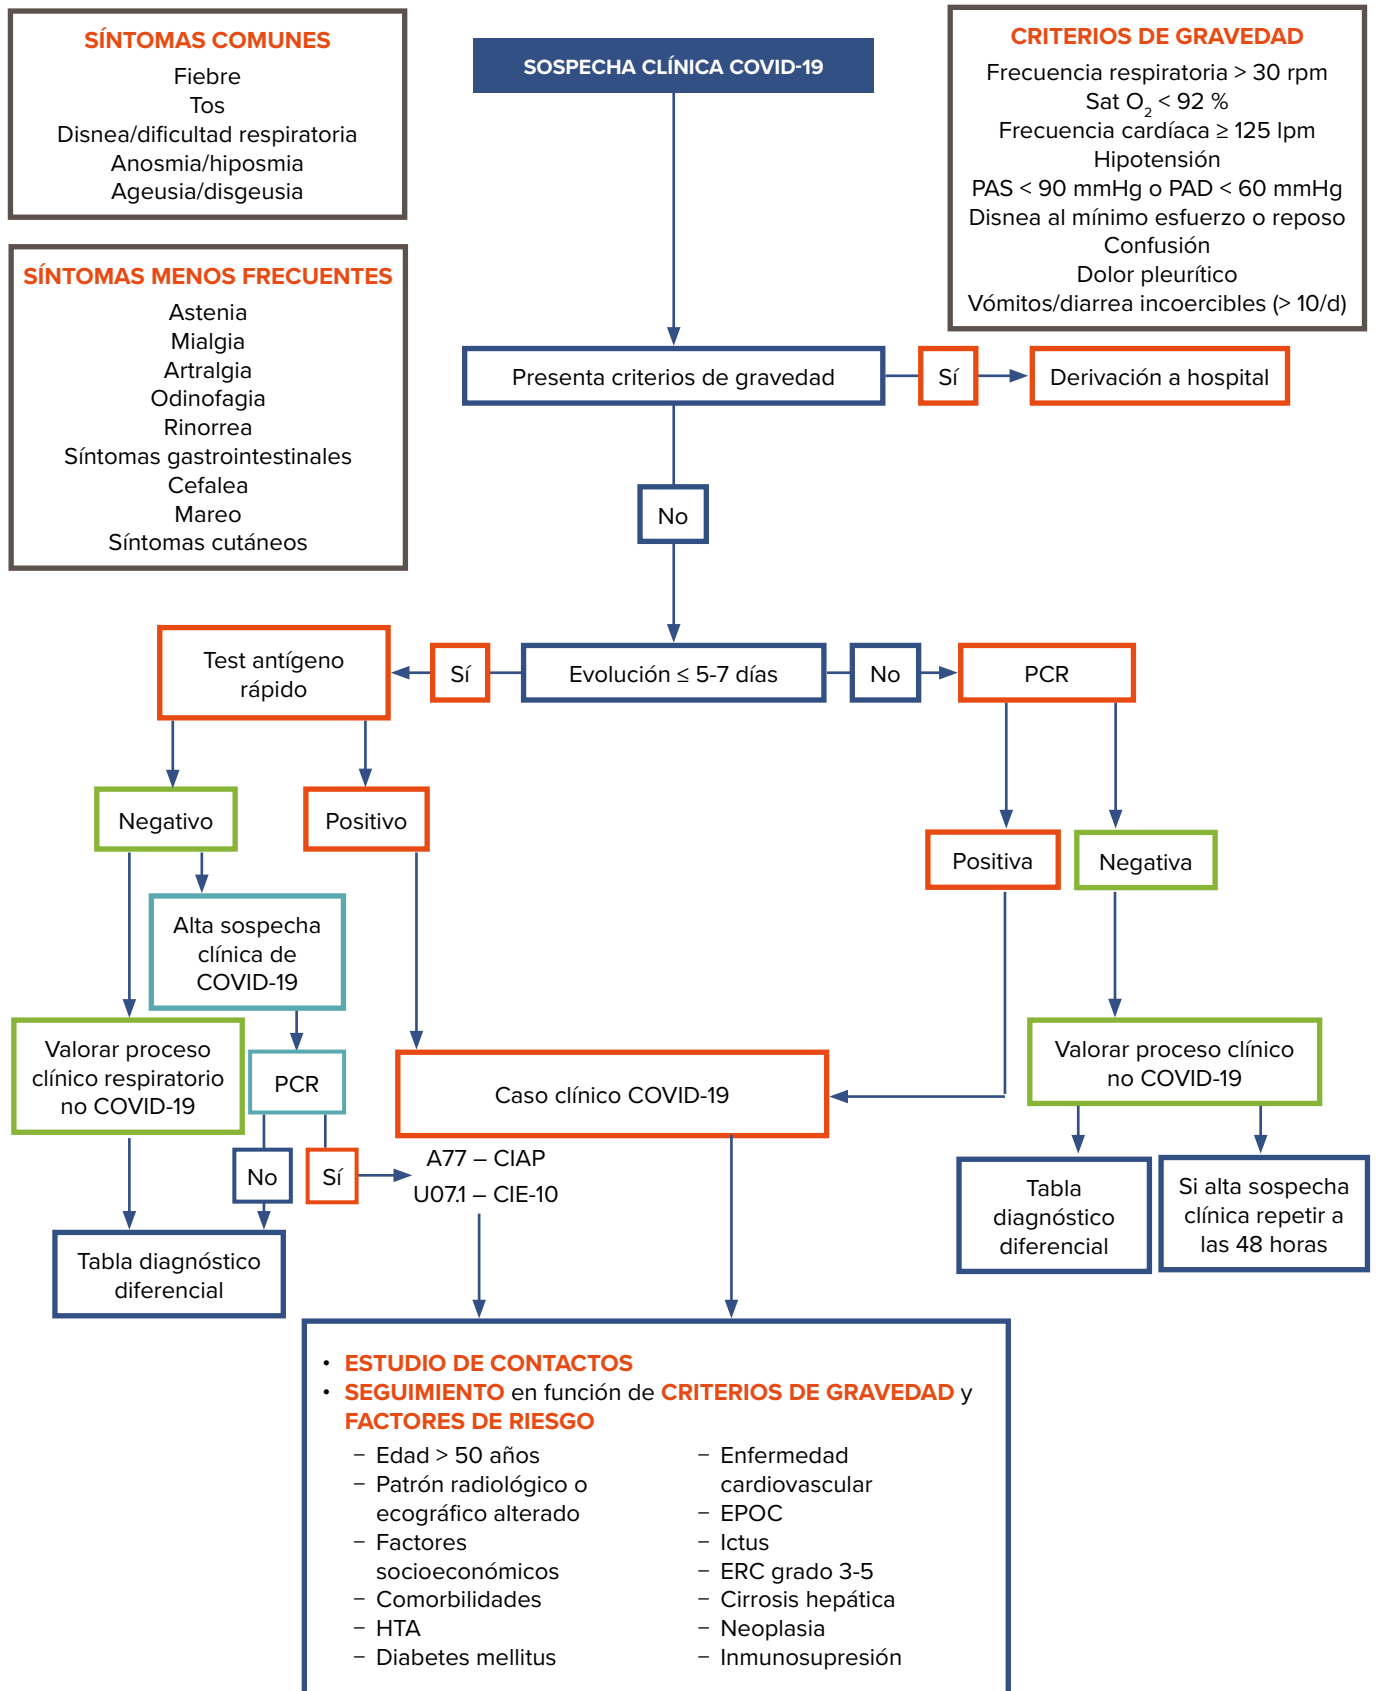 SÍNTOMAS COMUNES
Fiebre
Tos
Disnea/dificultad respiratoria
Anosmia/hiposmia
Ageusia/disgeusia
SÍNTOMAS MENOS FRECUENTES
Astenia
Mialgia
Artralgia
Odinofagia
Rinorrea
Síntomas gastrointestinales
Cefalea
Mareo
Síntomas cutáneos
SOSPECHA CLÍNICA COVID-19
CRITERIOS DE GRAVEDAD
Frecuencia respiratoria > 30 rpm
Sat O₂ < 92 %
Frecuencia cardíaca ≥ 125 lpm
Hipotensión
PAS < 90 mmHg o PAD < 60 mmHg
Disnea al mínimo esfuerzo o reposo
Confusión
Dolor pleurítico
Vómitos/diarrea incoercibles (> 10/d)
Presenta criterios de gravedad
Sí
Derivación a hospital
No
Test antígeno
rápido
Sí
Evolución ≤ 5-7 días
No
PCR
Negativo
Positivo
Positiva
Negativa
Alta sospecha
clínica de
COVID-19
Valorar proceso
clínico respiratorio
no COVID-19
PCR
Caso clínico COVID-19
Valorar proceso clínico
no COVID-19
No
Sí
A77 – CIAP
U07.1 – CIE-10
Tabla diagnóstico
diferencial
Tabla
diagnóstico
diferencial
Si alta sospecha
clínica repetir a
las 48 horas
• ESTUDIO DE CONTACTOS
• SEGUIMIENTO en función de CRITERIOS DE GRAVEDAD y
FACTORES DE RIESGO
– Edad > 50 años
– Patrón radiológico o
ecográfico alterado
– Factores
socioeconómicos
– Comorbilidades
– HTA
– Diabetes mellitus
– Enfermedad
cardiovascular
– EPOC
– Ictus
– ERC grado 3-5
– Cirrosis hepática
– Neoplasia
– Inmunosupresión